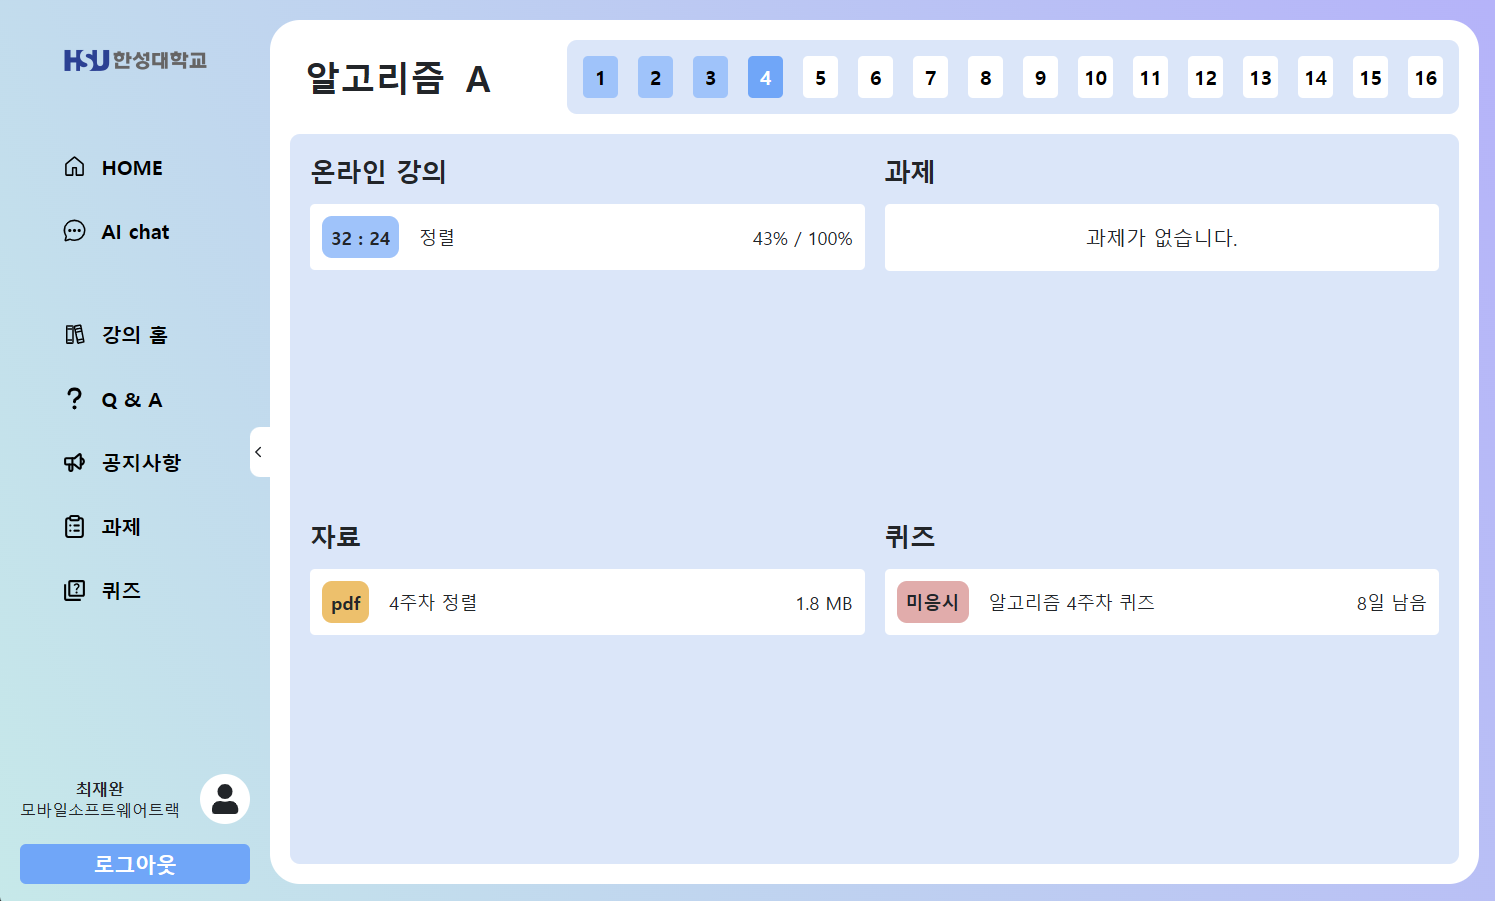 HSU 한성대학교
HOME
AI chat
강의 홈
Q & A
공지사항
과제
퀴즈
최재완
모바일소프트웨어트랙
로그아웃
알고리즘 A
1 2 3 4 5 6 7 8 9 10 11 12 13 14 15 16
온라인 강의
32 : 24 정렬 43% / 100%
과제
과제가 없습니다.
자료
pdf 4주차 정렬 1.8 MB
퀴즈
미응시 알고리즘 4주차 퀴즈 8일 남음